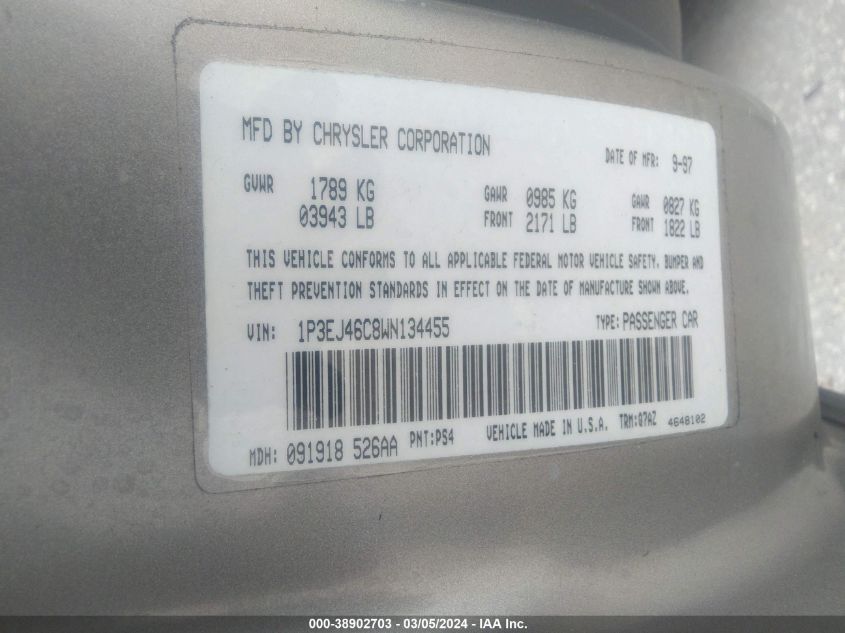 MFD BY CHRYSLER CORPORATION DATE OF MFR: 9-97
GVWR 1789 KG GAWR 0985 KG GAWR 0827 KG
03943 LB FRONT 2171 LB FRONT 1822 LB
THIS VEHICLE CONFORMS TO ALL APPLICABLE FEDERAL MOTOR VEHICLE SAFETY, BUMPER AND
THEFT PREVENTION STANDARDS IN EFFECT ON THE DATE OF MANUFACTURE SHOWN ABOVE.
VIN: 1P3EJ46C8WN134455 TYPE: PASSENGER CAR
MDH: 091918 526AA PNT:PS4 VEHICLE MADE IN U.S.A. TRM:Q7AZ 4648102
000-38902703 - 03/05/2024 - IAA Inc.